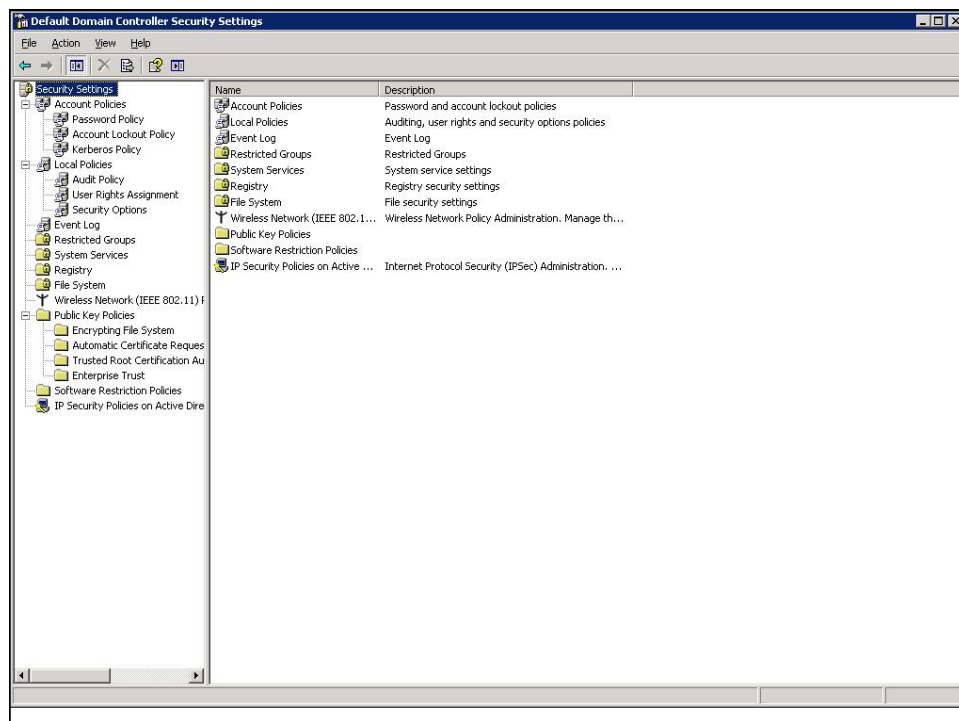 Default Domain Controller Security Settings
File Action View Help
Security Settings
Account Policies
Password Policy
Account Lockout Policy
Kerberos Policy
Local Policies
Audit Policy
User Rights Assignment
Security Options
Event Log
Restricted Groups
System Services
Registry
File System
Wireless Network (IEEE 802.11) F
Public Key Policies
Encrypting File System
Automatic Certificate Reques
Trusted Root Certification Au
Enterprise Trust
Software Restriction Policies
IP Security Policies on Active Dire
Name Description
Account Policies Password and account lockout policies
Local Policies Auditing, user rights and security options policies
Event Log Event Log
Restricted Groups Restricted Groups
System Services System service settings
Registry Registry security settings
File System File security settings
Wireless Network (IEEE 802.1... Wireless Network Policy Administration. Manage th...
Public Key Policies
Software Restriction Policies
IP Security Policies on Active ... Internet Protocol Security (IPSec) Administration. ...